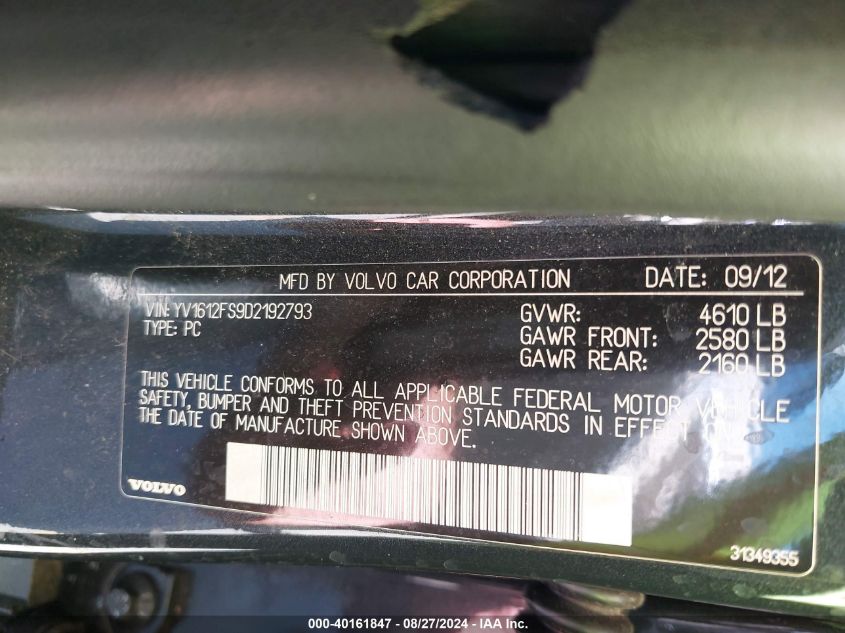 MFD BY VOLVO CAR CORPORATION DATE: 09/12
VIN: YV1612FS9D2192793
TYPE: PC
GVWR: 4610 LB
GAWR FRONT: 2580 LB
GAWR REAR: 2160 LB
THIS VEHICLE CONFORMS TO ALL APPLICABLE FEDERAL MOTOR VEHICLE
SAFETY, BUMPER AND THEFT PREVENTION STANDARDS IN EFFECT ON
THE DATE OF MANUFACTURE SHOWN ABOVE.
VOLVO
31349355
000-40161847 - 08/27/2024 - IAA Inc.